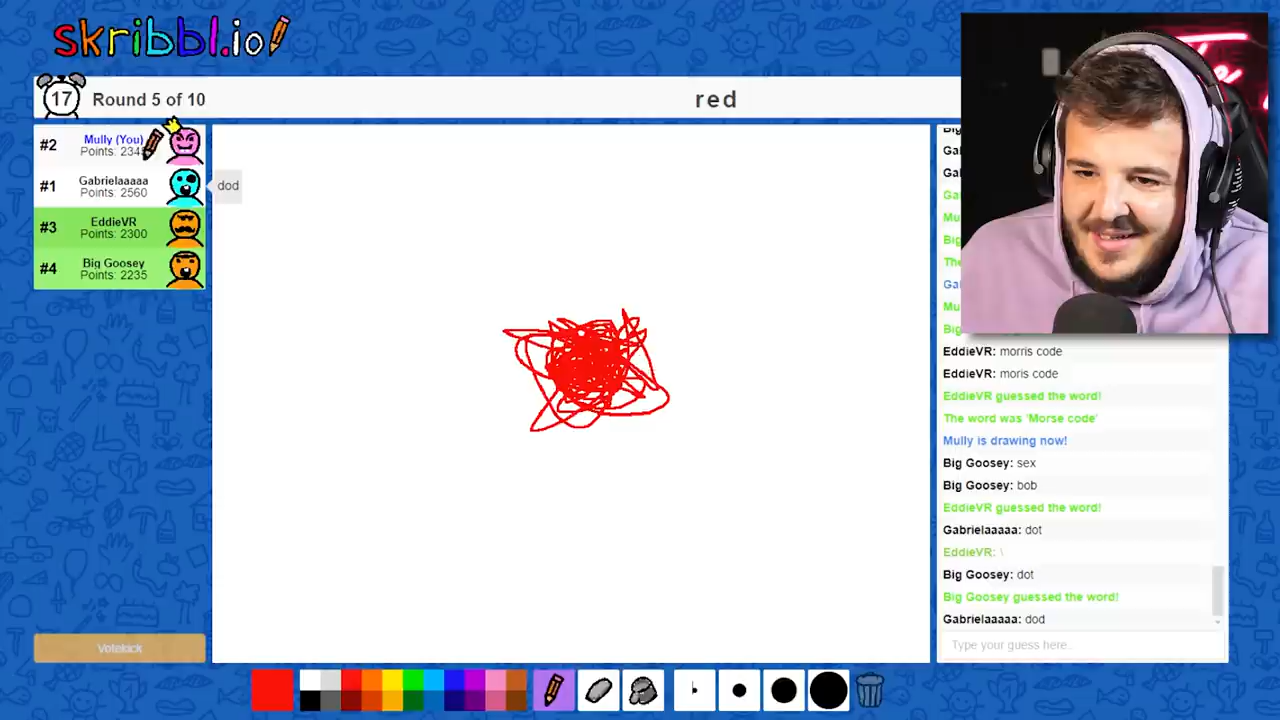 skribbl.io
17
Round 5 of 10
red
#2
Mully (You)
Points: 234
#1
Gabrielaaaaa
Points: 2560
dod
#3
EddieVR
Points: 2300
#4
Big Goosey
Points: 2235
EddieVR: morris code
EddieVR: moris code
EddieVR guessed the word!
The word was 'Morse code'
Mully is drawing now!
Big Goosey: sex
Big Goosey: bob
EddieVR guessed the word!
Gabrielaaaaa: dot
EddieVR: \
Big Goosey: dot
Big Goosey guessed the word!
Gabrielaaaaa: dod
Type your guess here..
Votekick